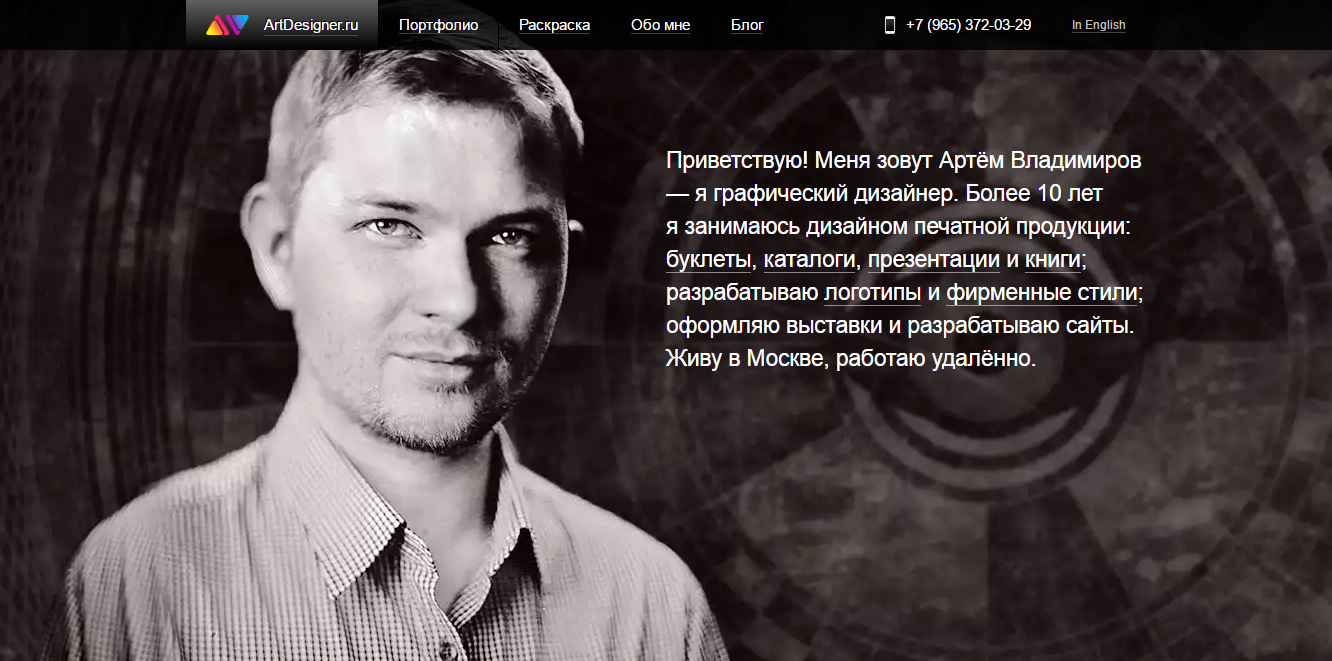 ArtDesigner.ru Портфолио Раскраска Обо мне Блог +7 (965) 372-03-29 In English
Приветствую! Меня зовут Артём Владимиров
— я графический дизайнер. Более 10 лет
я занимаюсь дизайном печатной продукции:
буклеты, каталоги, презентации и книги;
разрабатываю логотипы и фирменные стили;
оформляю выставки и разрабатываю сайты.
Живу в Москве, работаю удалённо.